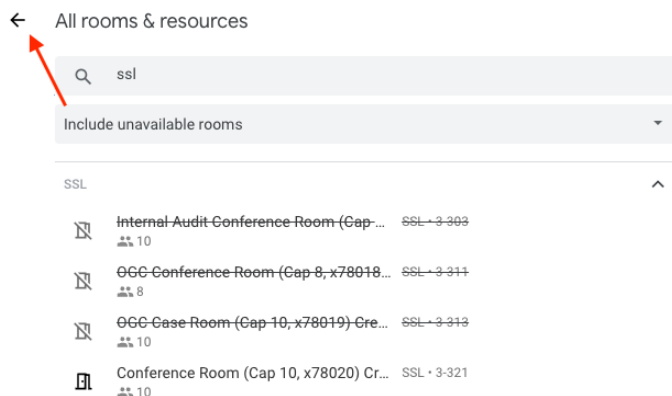 All rooms & resources
ssl
Include unavailable rooms
SSL
Internal Audit Conference Room (Cap ... SSL • 3-303
10
OGC Conference Room (Cap 8, x78018... SSL • 3-311
8
OGC Case Room (Cap 10, x78019) Cre... SSL • 3-313
10
Conference Room (Cap 10, x78020) Cr... SSL • 3-321
10